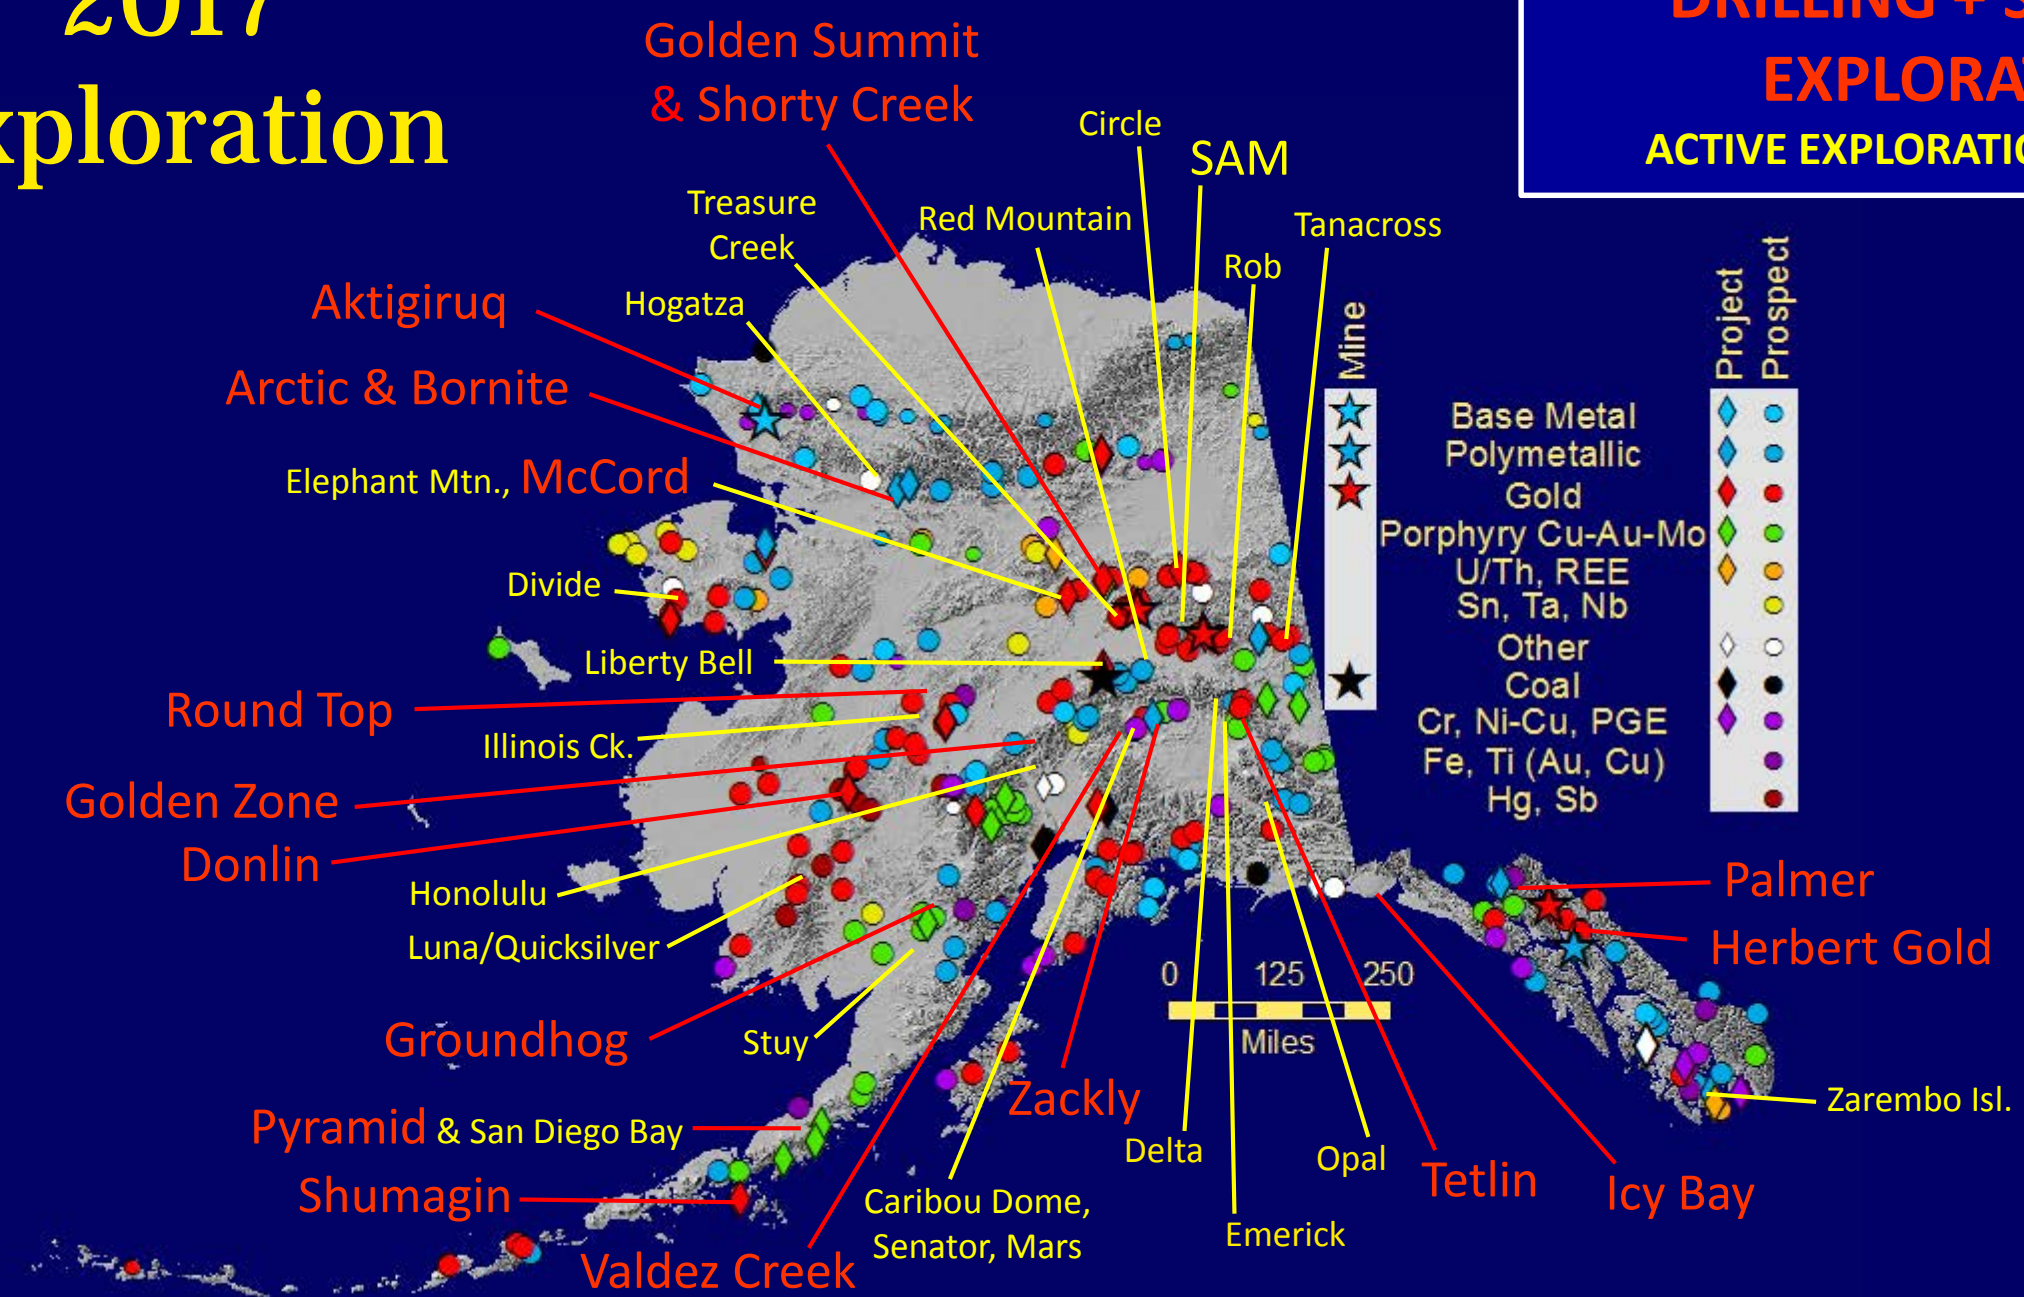 2017
xploration
DRILLING + S
EXPLORA
ACTIVE EXPLORATIO
Golden Summit
& Shorty Creek
Circle
SAM
Treasure
Creek
Red Mountain
Tanacross
Rob
Aktigiruq
Hogatza
Arctic & Bornite
Elephant Mtn., McCord
Divide
Liberty Bell
Round Top
Illinois Ck.
Golden Zone
Donlin
Honolulu
Luna/Quicksilver
Groundhog
Stuy
Pyramid & San Diego Bay
Shumagin
Valdez Creek
Caribou Dome,
Senator, Mars
Zackly
Delta
Emerick
Opal
Tetlin
Icy Bay
Palmer
Herbert Gold
Zarembo Isl.
Mine
Project
Prospect
Base Metal
Polymetallic
Gold
Porphyry Cu-Au-Mo
U/Th, REE
Sn, Ta, Nb
Other
Coal
Cr, Ni-Cu, PGE
Fe, Ti (Au, Cu)
Hg, Sb
0 125 250
Miles